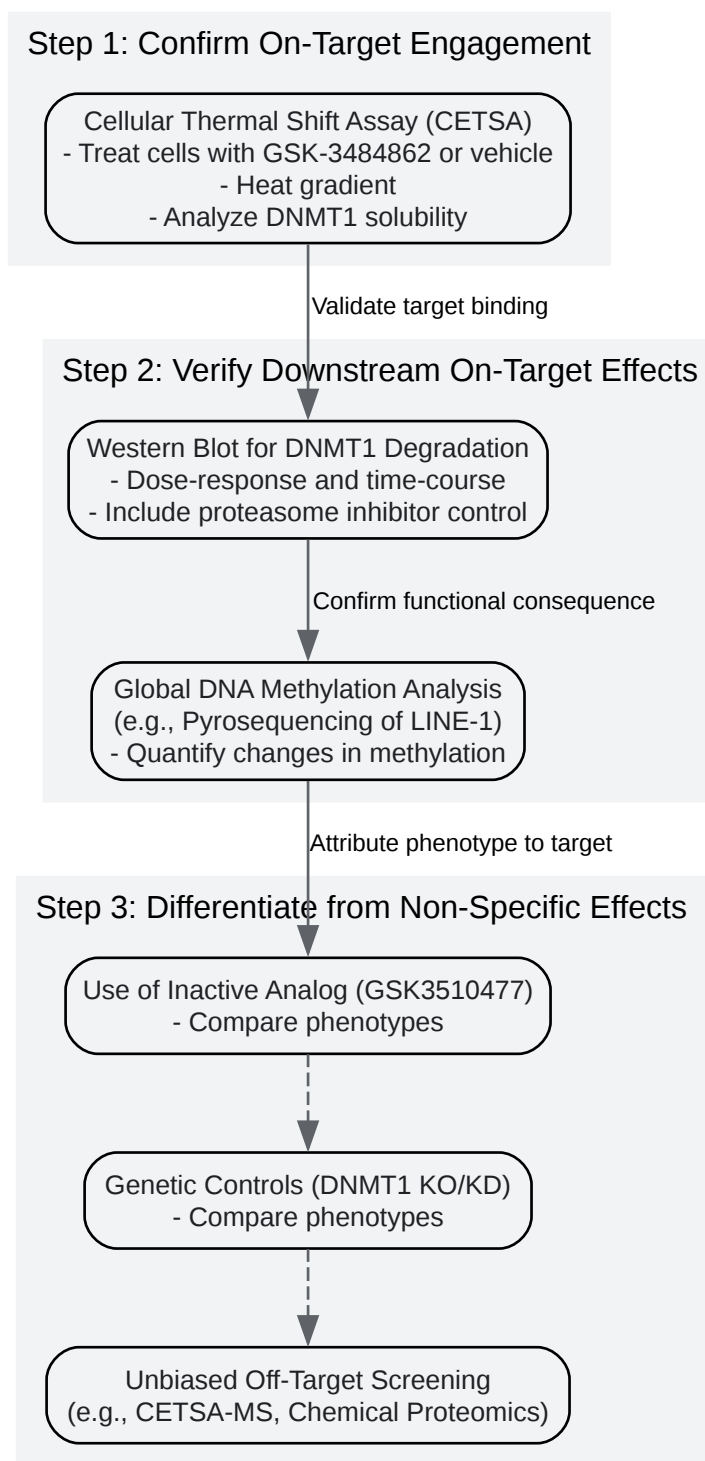 Step 1: Confirm On-Target Engagement
Cellular Thermal Shift Assay (CETSA)
- Treat cells with GSK-3484862 or vehicle
- Heat gradient
- Analyze DNMT1 solubility
Validate target binding
Step 2: Verify Downstream On-Target Effects
Western Blot for DNMT1 Degradation
- Dose-response and time-course
- Include proteasome inhibitor control
Confirm functional consequence
Global DNA Methylation Analysis
(e.g., Pyrosequencing of LINE-1)
- Quantify changes in methylation
Attribute phenotype to target
Step 3: Differentiate from Non-Specific Effects
Use of Inactive Analog (GSK3510477)
- Compare phenotypes
Genetic Controls (DNMT1 KO/KD)
- Compare phenotypes
Unbiased Off-Target Screening
(e.g., CETSA-MS, Chemical Proteomics)